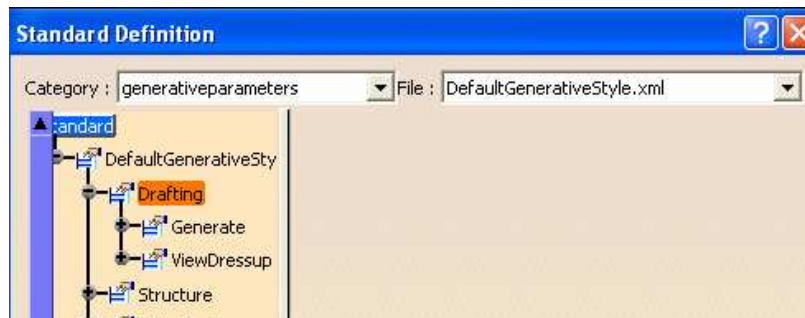 Standard Definition
Category : generativeparameters File : DefaultGenerativeStyle.xml
tandard
DefaultGenerativeSty
Drafting
Generate
ViewDressup
Structure